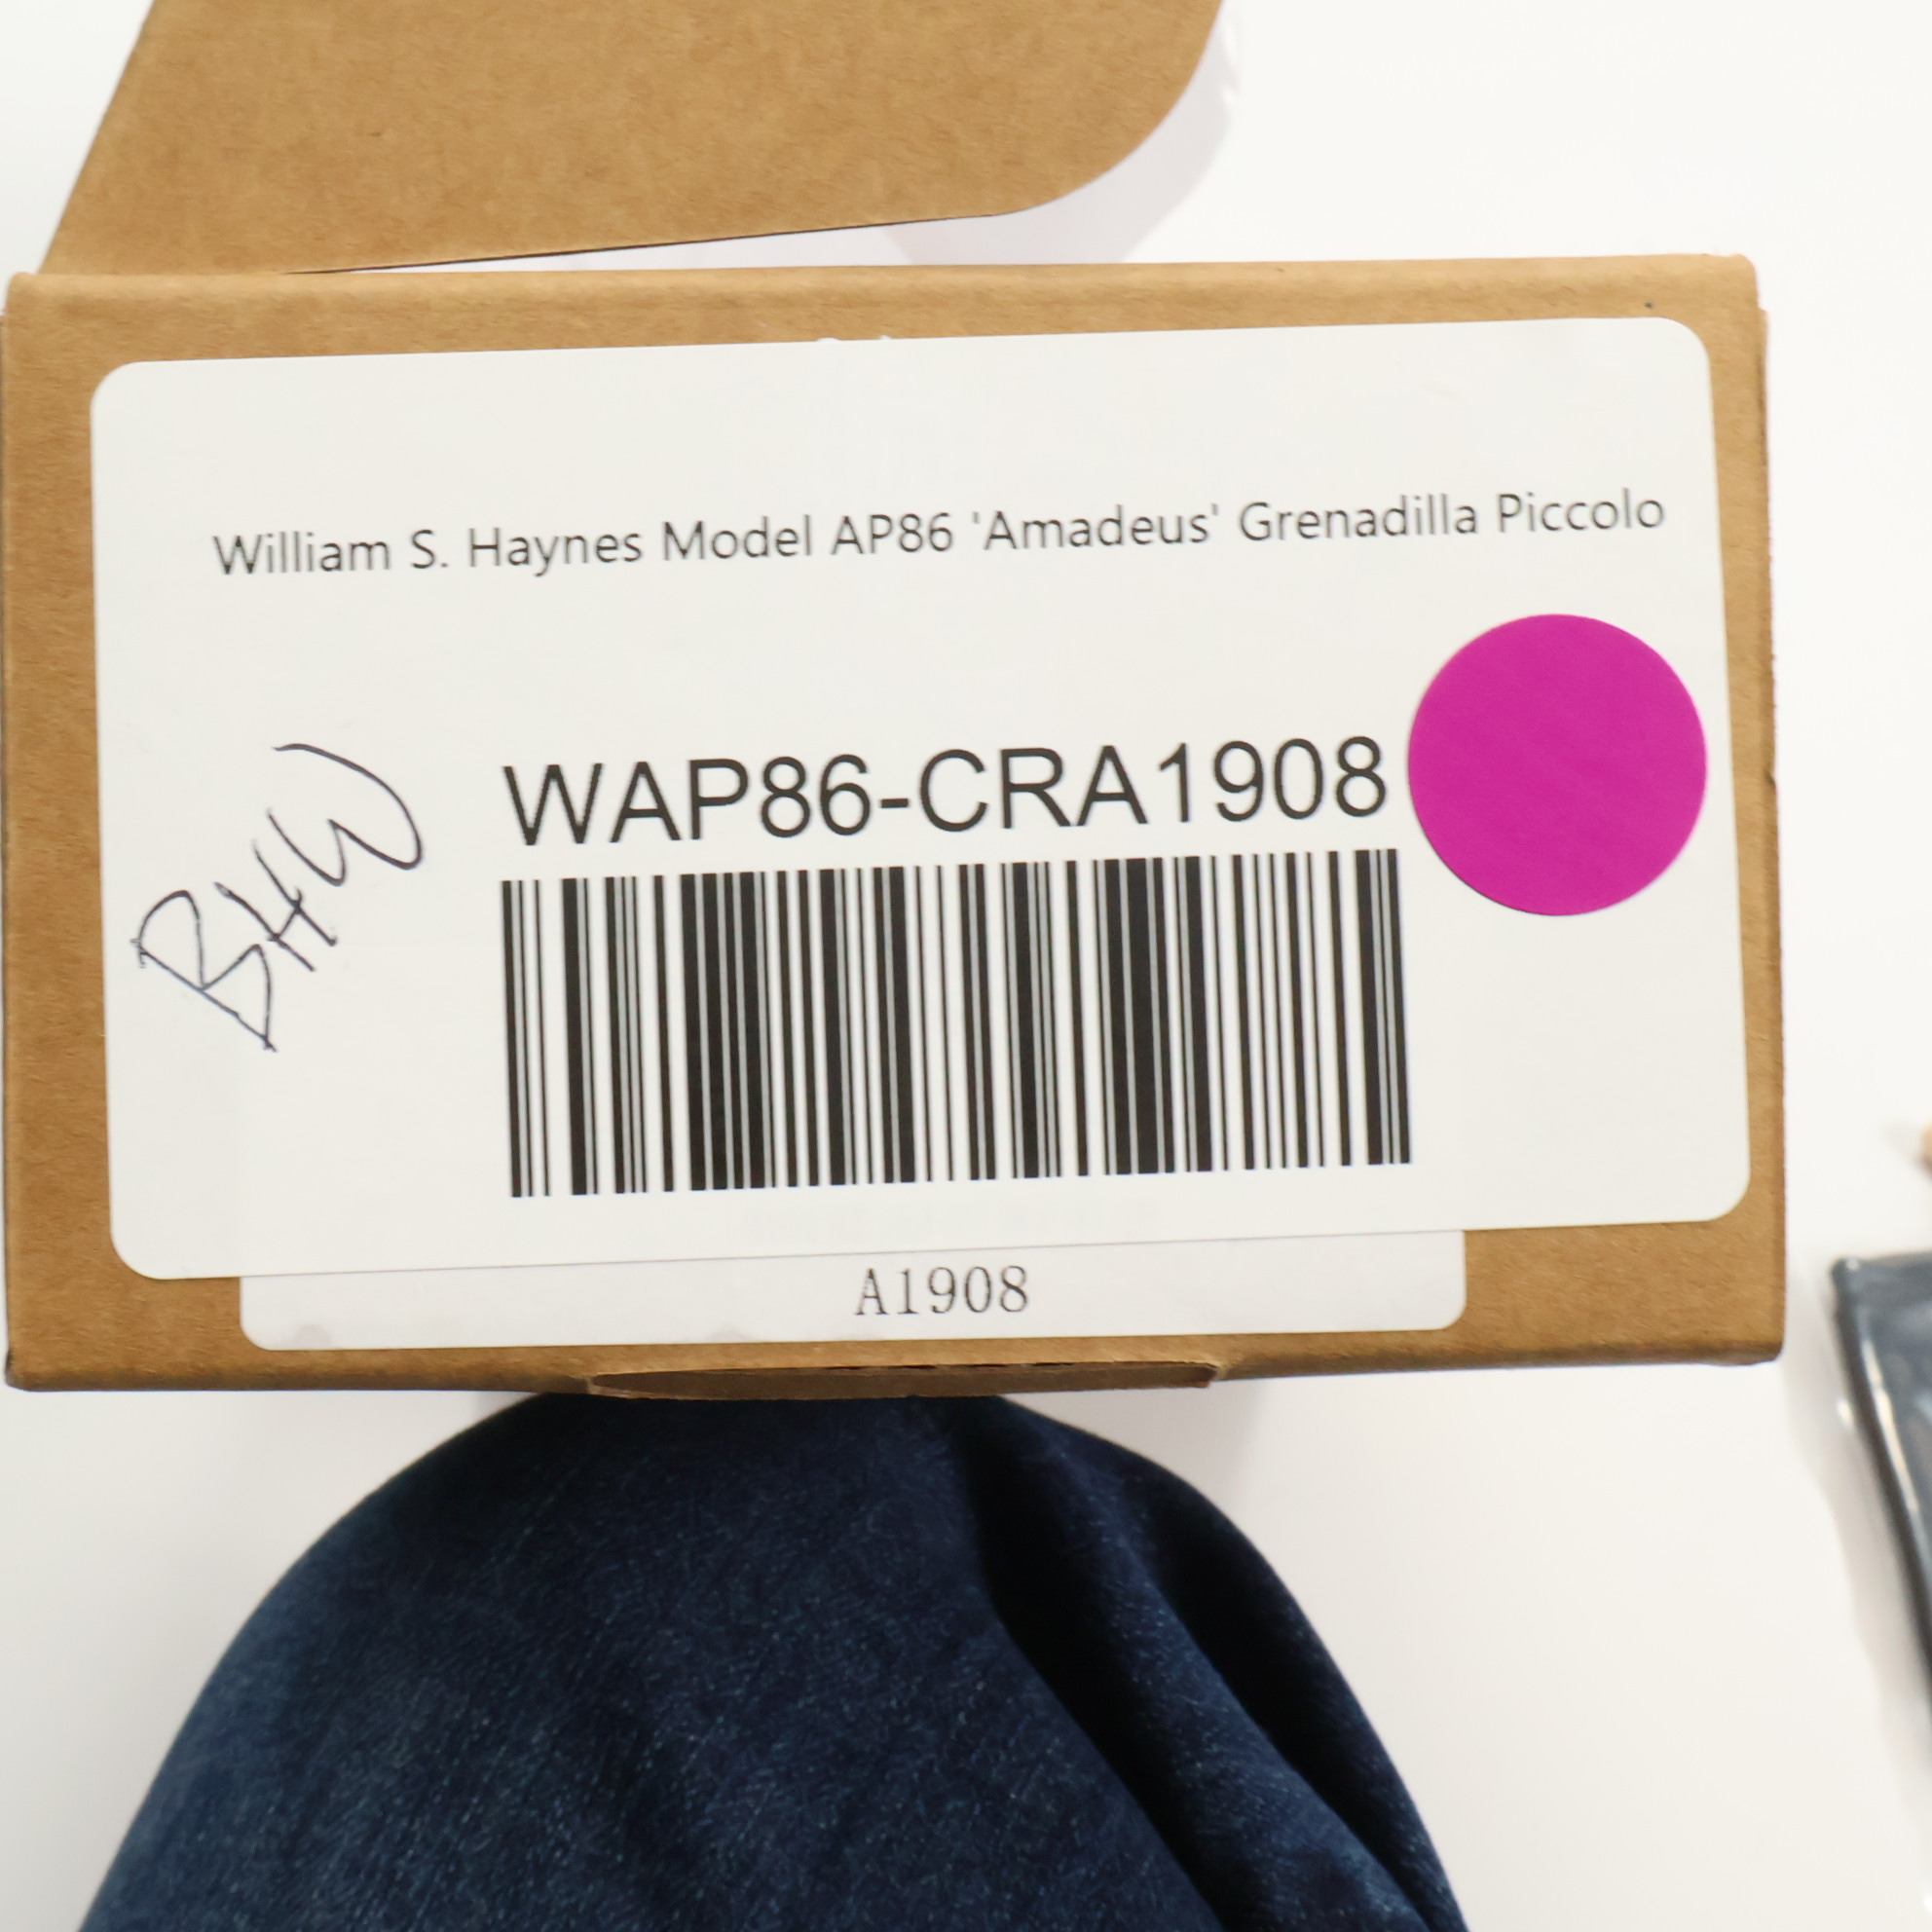 William S. Haynes Model AP86 'Amadeus' Grenadilla Piccolo
WAP86-CRA1908
BHW
A1908